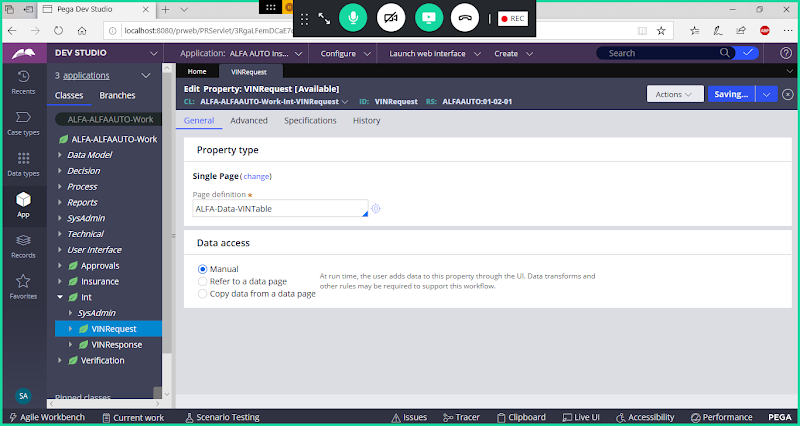 Pega Dev Studio
localhost:8080/prweb/PRServlet/3RgaLFemDCaE7
REC
ABP
DEV STUDIO
Application: ALFA AUTO Ins...
Configure
Launch web interface
Create
Search
Recents
Case types
Data types
App
Records
Favorites
SA
3 applications
Classes
Branches
ALFA-ALFAAUTO-Work
ALFA-ALFAAUTO-Work
Data Model
Decision
Process
Reports
SysAdmin
Technical
User Interface
Approvals
Insurance
Int
SysAdmin
VINRequest
VINResponse
Verification
Pinned classes
Home
VINRequest
Edit Property: VINRequest [Available]
CL: ALFA-ALFAAUTO-Work-Int-VINRequest ID: VINRequest RS: ALFAAUTO:01-02-01
Actions
Saving...
General
Advanced
Specifications
History
Property type
Single Page (change)
Page definition *
ALFA-Data-VINTable
Data access
Manual
Refer to a data page
Copy data from a data page
At run time, the user adds data to this property through the UI. Data transforms and
other rules may be required to support this workflow.
Agile Workbench
Current work
Scenario Testing
Issues
Tracer
Clipboard
Live UI
Accessibility
Performance
PEGA